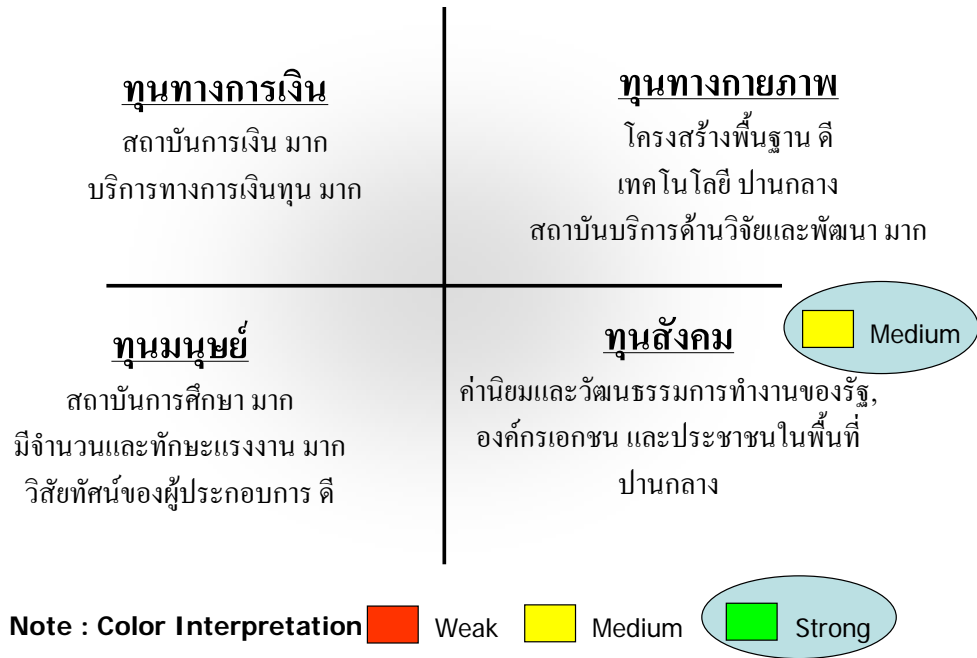 ทุนทางการเงิน
สถาบันการเงิน มาก
บริการทางการเงินทุน มาก
ทุนทางกายภาพ
โครงสร้างพื้นฐาน ดี
เทคโนโลยี ปานกลาง
สถาบันบริการด้านวิจัยและพัฒนา มาก
ทุนมนุษย์
สถาบันการศึกษา มาก
มีจำนวนและทักษะแรงงาน มาก
วิสัยทัศน์ของผู้ประกอบการ ดี
ทุนสังคม
ค่านิยมและวัฒนธรรมการทำงานของรัฐ,
องค์กรเอกชน และประชาชนในพื้นที่
ปานกลาง
Medium
Note : Color Interpretation Weak Medium Strong